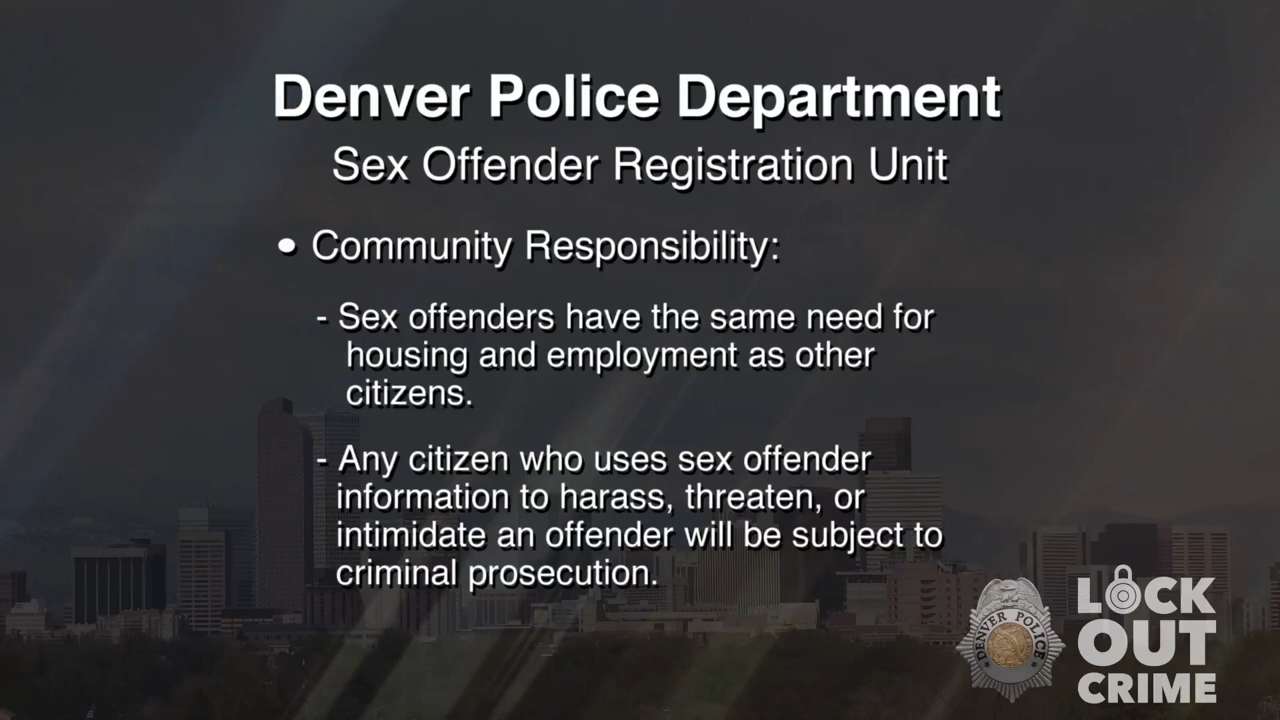 Denver Police Department
Sex Offender Registration Unit
• Community Responsibility:
- Sex offenders have the same need for
housing and employment as other
citizens.
- Any citizen who uses sex offender
information to harass, threaten, or
intimidate an offender will be subject to
criminal prosecution.
DENVER POLICE
LOCK
OUT
CRIME